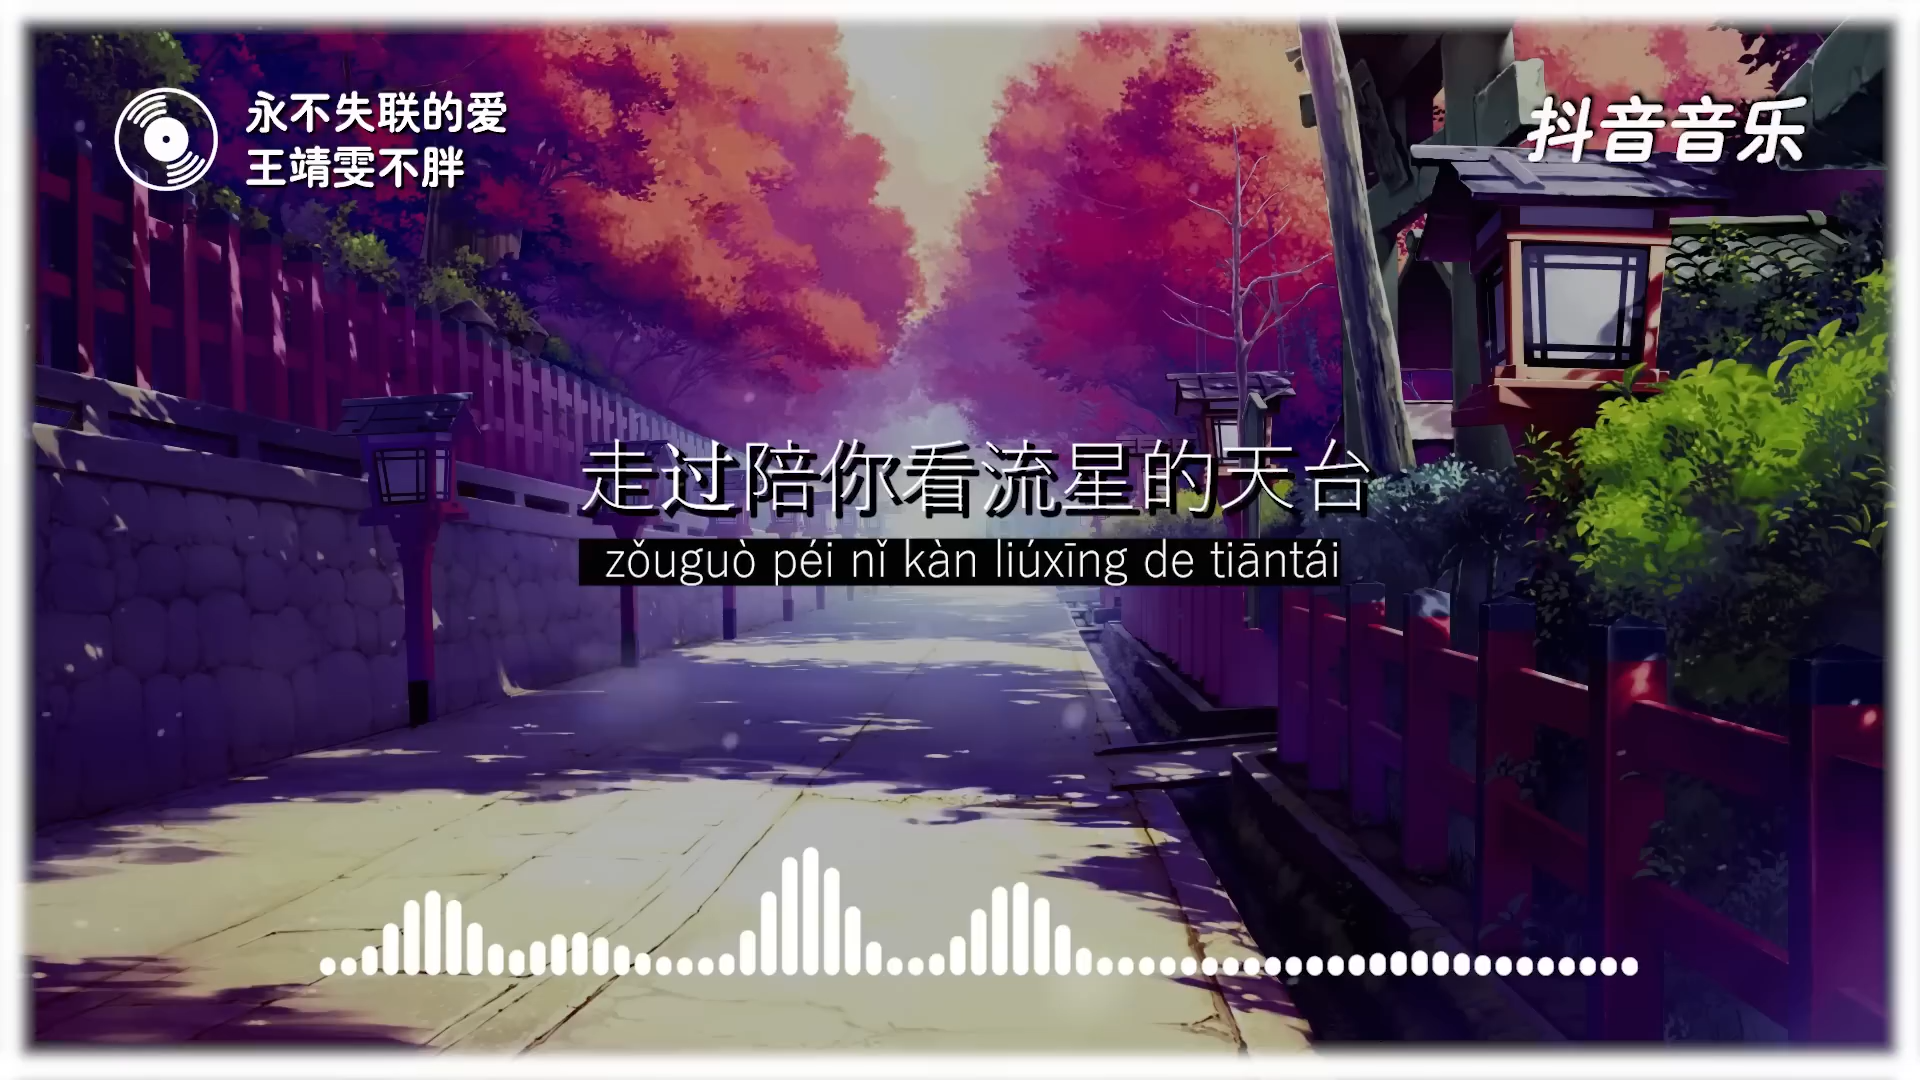 永不失联的爱
王靖雯不胖
抖音音乐
走过陪你看流星的天台
zǒuguò péi nǐ kàn liúxīng de tiāntái